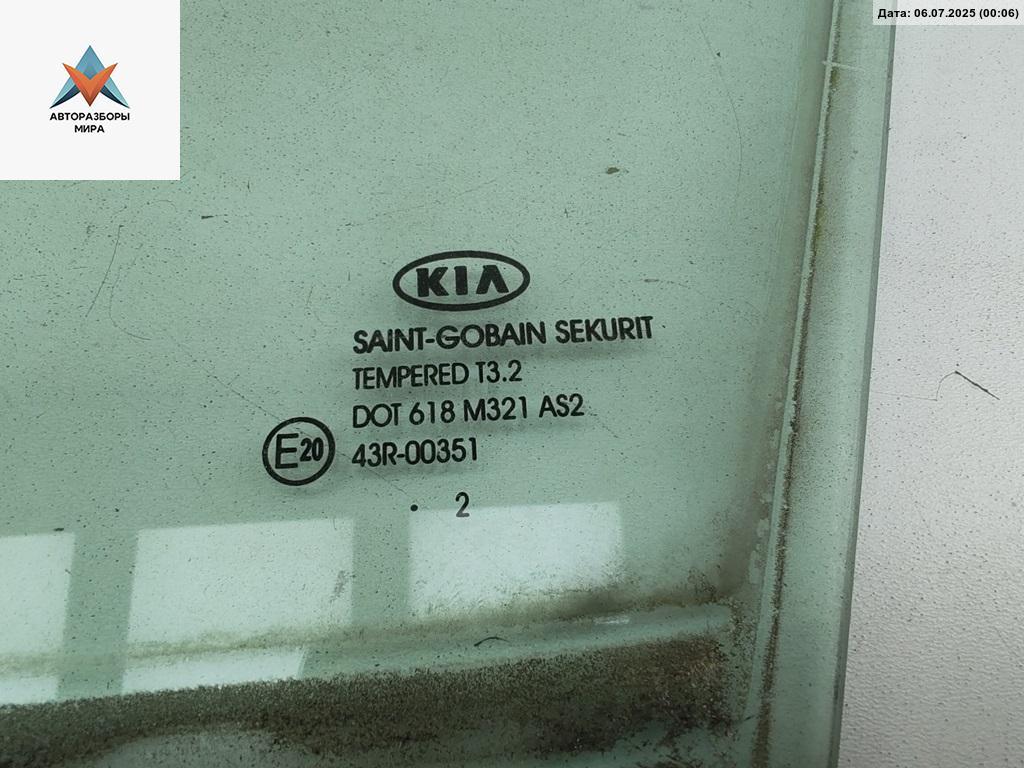 Дата: 06.07.2025 (00:06)
АВТОРАЗБОРЫ
МИРА
KIA
SAINT-GOBAIN SEKURIT
TEMPERED T3.2
DOT 618 M321 AS2
E20 43R-00351
. 2